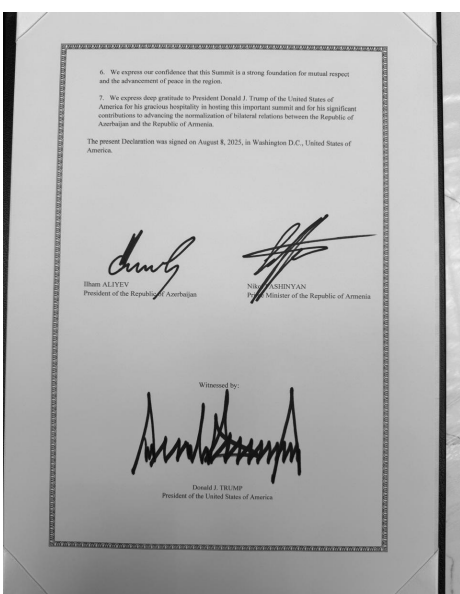 6. We express our confidence that this Summit is a strong foundation for mutual respect
and the advancement of peace in the region.
7. We express deep gratitude to President Donald J. Trump of the United States of
America for his gracious hospitality in hosting this important summit and for his significant
contributions to advancing the normalization of bilateral relations between the Republic of
Azerbaijan and the Republic of Armenia.
The present Declaration was signed on August 8, 2025, in Washington D.C., United States of
America.
Ilham ALIYEV
President of the Republic of Azerbaijan
Nikol PASHINYAN
Prime Minister of the Republic of Armenia
Witnessed by:
Donald J. TRUMP
President of the United States of America